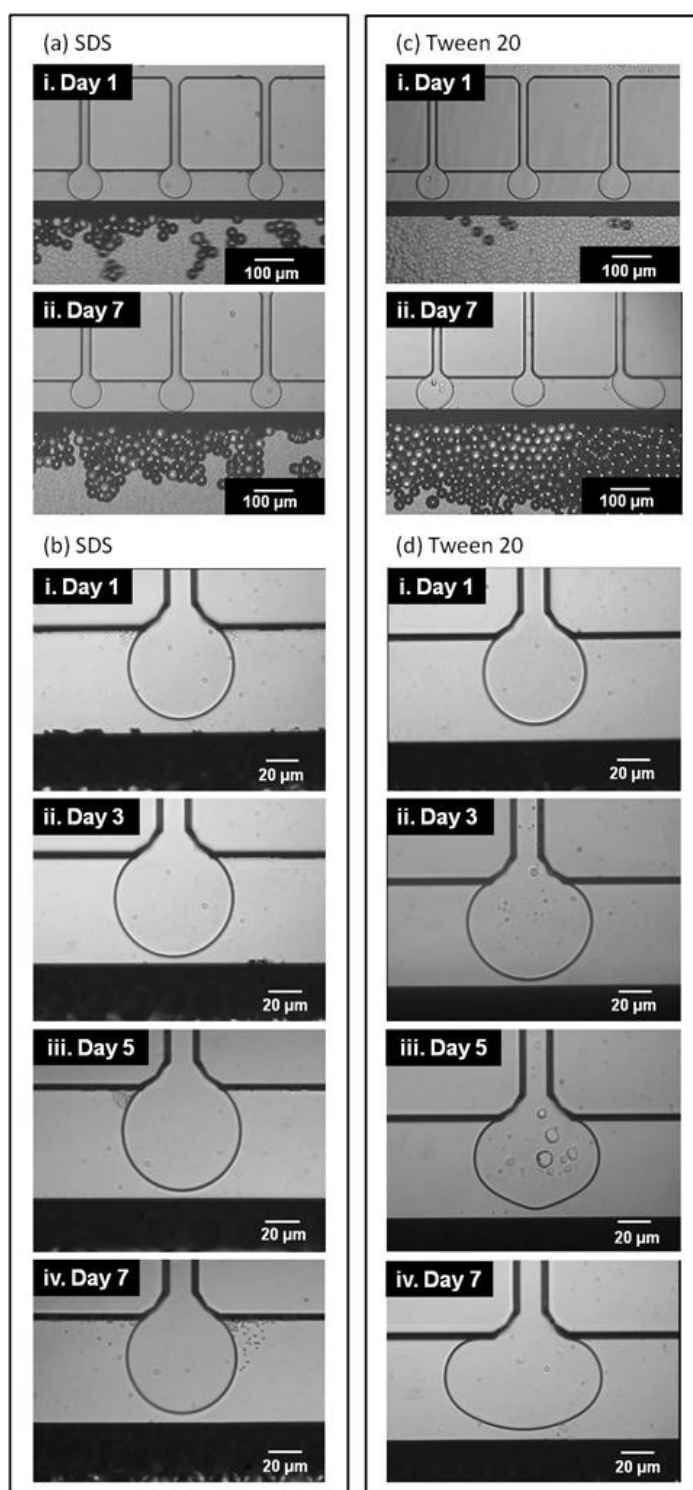 (a) SDS
i. Day 1
100 µm
ii. Day 7
100 µm
(b) SDS
i. Day 1
20 µm
ii. Day 3
20 µm
iii. Day 5
20 µm
iv. Day 7
20 µm
(c) Tween 20
i. Day 1
100 µm
ii. Day 7
100 µm
(d) Tween 20
i. Day 1
20 µm
ii. Day 3
20 µm
iii. Day 5
20 µm
iv. Day 7
20 µm